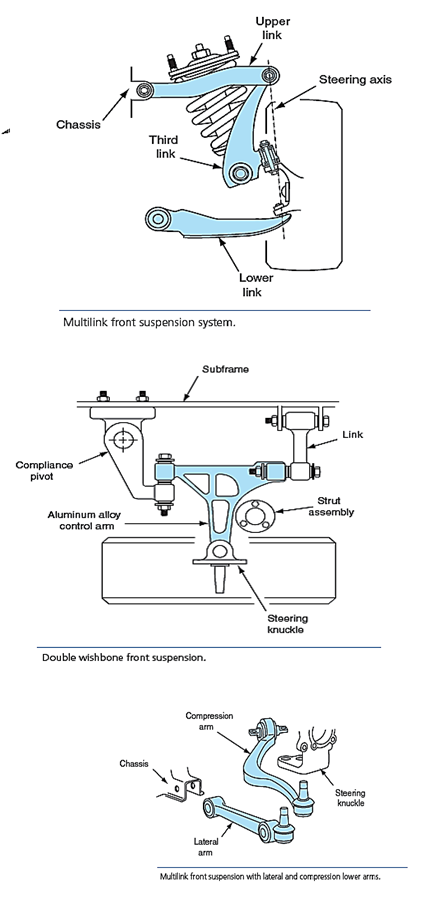 Upper
link
Steering axis
Chassis
Third
link
Lower
link
Multilink front suspension system.
Subframe
Link
Compliance
pivot
Strut
assembly
Aluminum alloy
control arm
Steering
knuckle
Double wishbone front suspension.
Compression
arm
Chassis
Steering
knuckle
Lateral
arm
Multilink front suspension with lateral and compression lower arms.